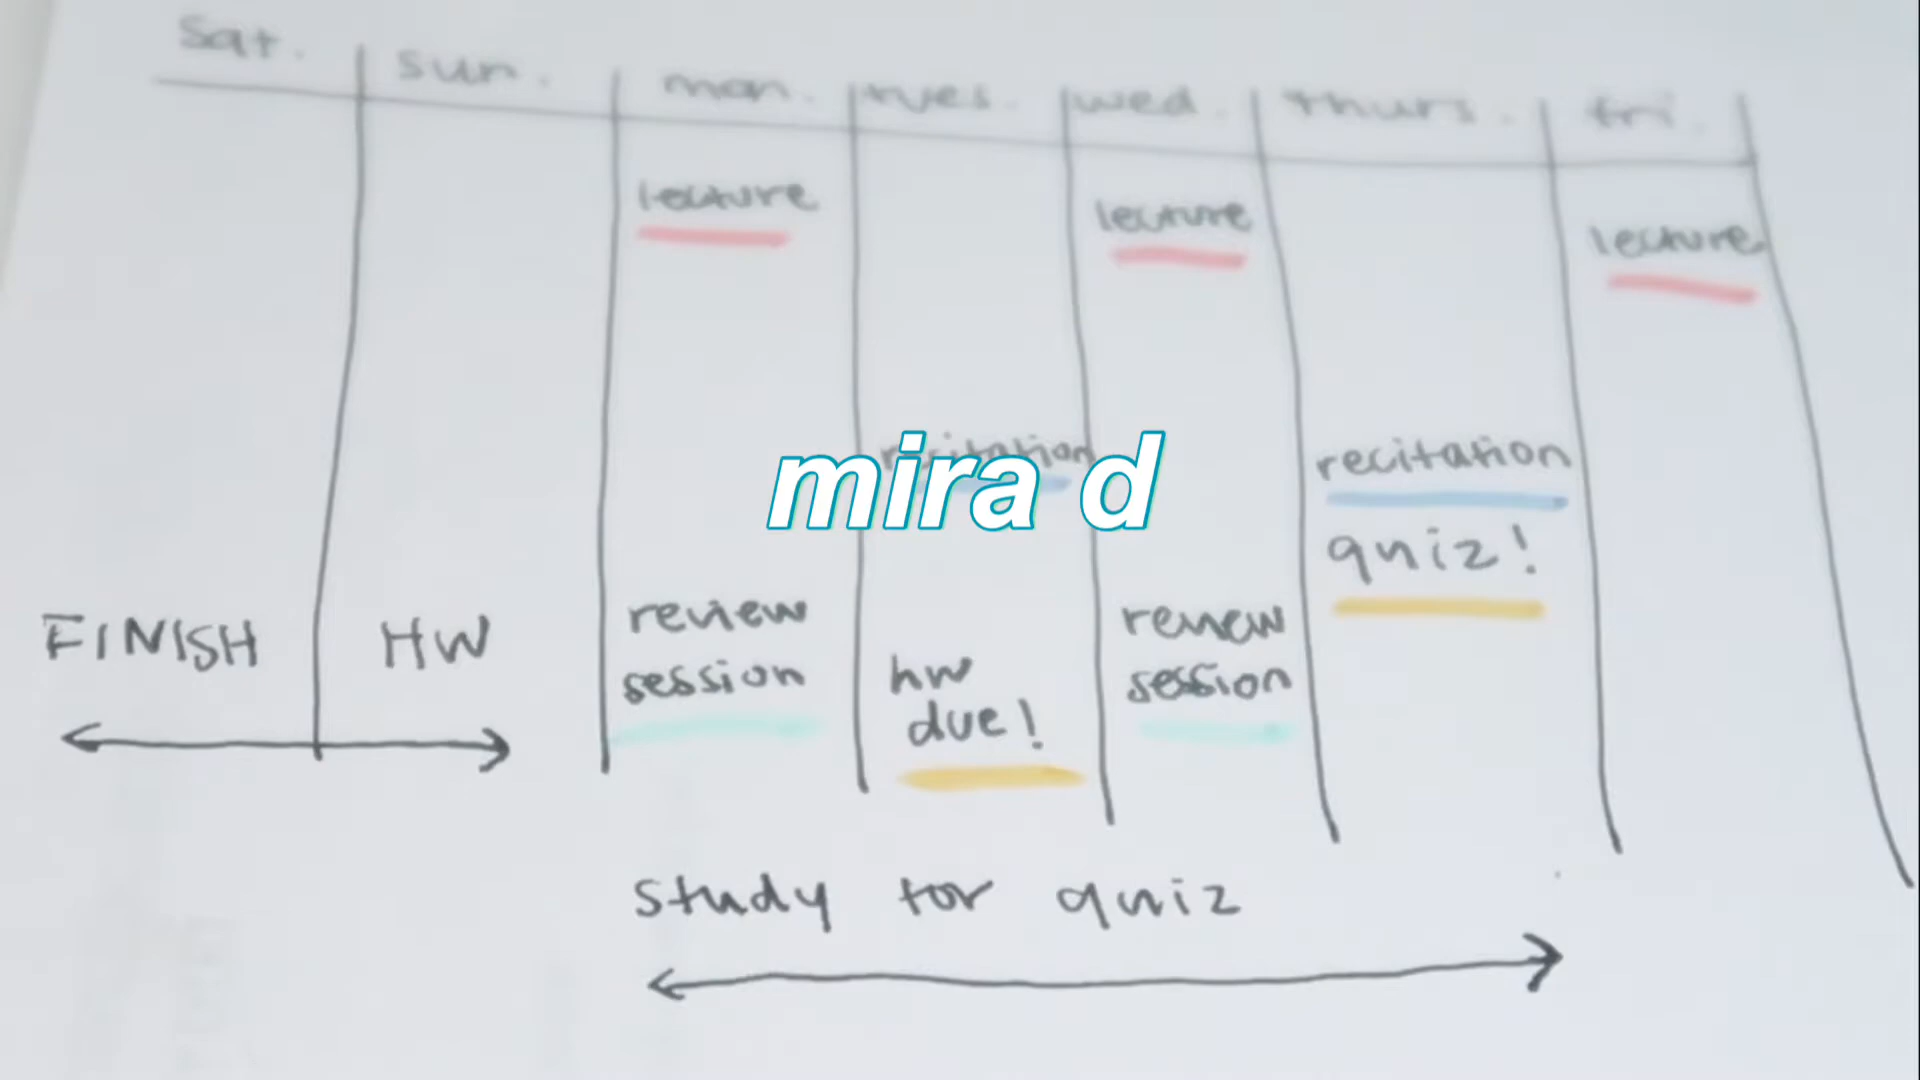 sat. sun. mon. tues. wed. thurs. fri.
lecture lecture lecture
recitation recitation
mira d
quiz!
FINISH HW
review session
hw due!
review session
study for quiz